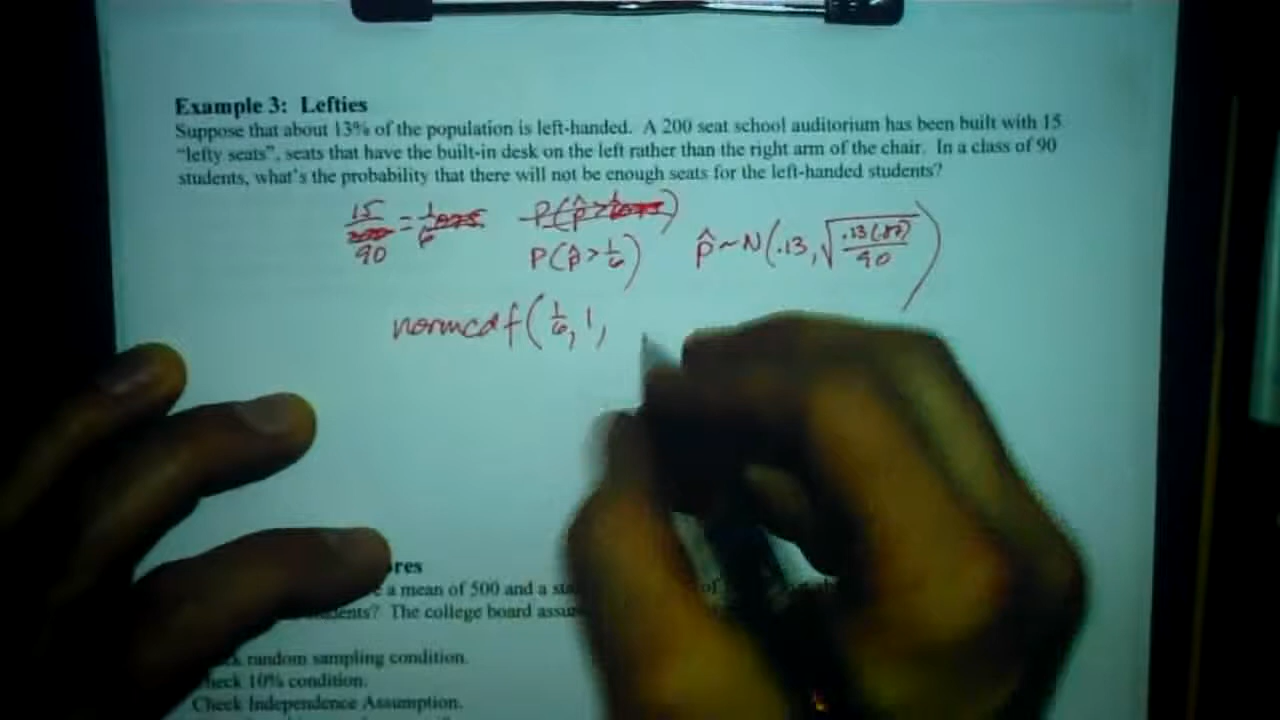 Example 3: Lefties
Suppose that about 13% of the population is left-handed. A 200 seat school auditorium has been built with 15
“lefty seats”, seats that have the built-in desk on the left rather than the right arm of the chair. In a class of 90
students, what's the probability that there will not be enough seats for the left-handed students?
15/90 = 1/6
P(p̂ > 1/6) p̂ ~ N(.13, √(.13(.87)/90))
normcdf(1/6, 1,
res
a mean of 500 and a
The college board
random sampling condition.
heck 10% condition.
Check Independence Assumption.